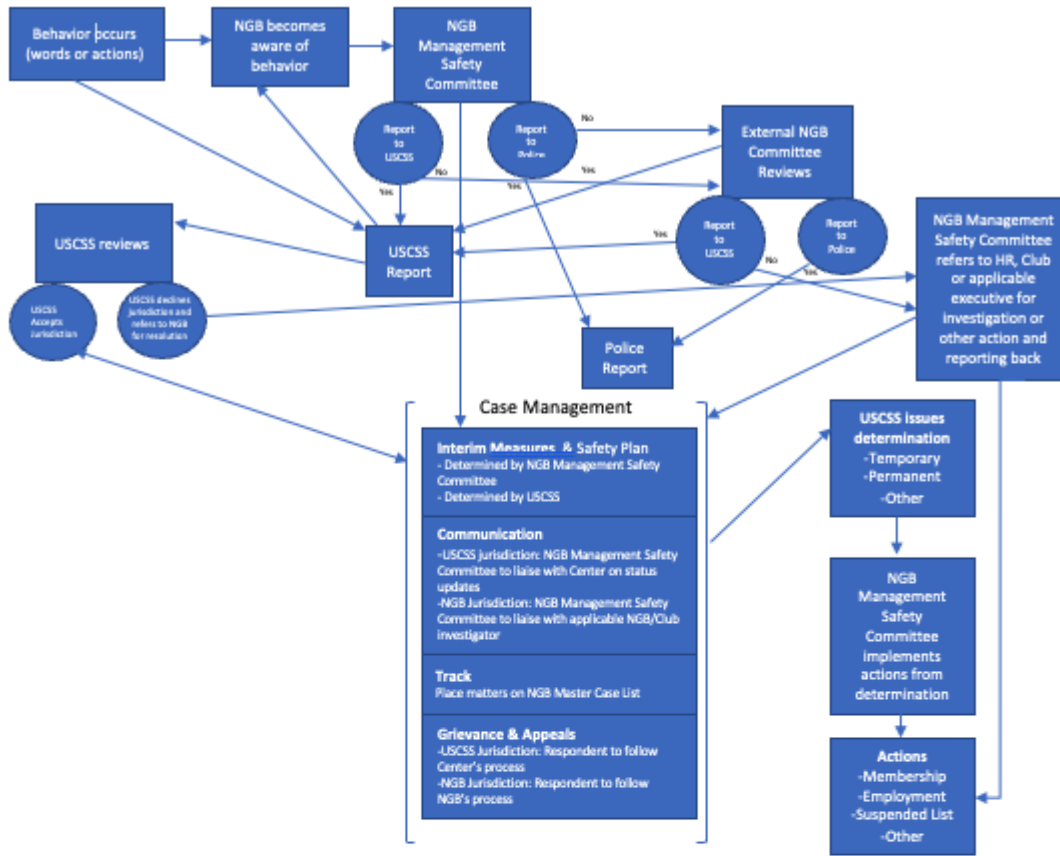 Behavior occurs
(words or actions)
NGB becomes
aware of
behavior
NGB
Management
Safety
Committee
Report
to
USCSS
Report
to
Police
No
No
Yes
Yes
Yes
External NGB
Committee
Reviews
Report
to
USCSS
Report
to
Police
Yes
No
Yes
USCSS reviews
USCSS
Accepts
Jurisdiction
USCSS declines
jurisdiction and
refers to NGB
for resolution
USCSS
Report
Police
Report
NGB Management
Safety Committee
refers to HR, Club
or applicable
executive for
investigation or
other action and
reporting back
Case Management
Interim Measures & Safety Plan
- Determined by NGB Management Safety
Committee
- Determined by USCSS
Communication
-USCSS jurisdiction: NGB Management Safety
Committee to liaise with Center on status
updates
-NGB Jurisdiction: NGB Management Safety
Committee to liaise with applicable NGB/Club
investigator
Track
Place matters on NGB Master Case List
Grievance & Appeals
-USCSS Jurisdiction: Respondent to follow
Center's process
-NGB Jurisdiction: Respondent to follow
NGB's process
USCSS issues
determination
-Temporary
-Permanent
-Other
NGB
Management
Safety
Committee
implements
actions from
determination
Actions
-Membership
-Employment
-Suspended List
-Other